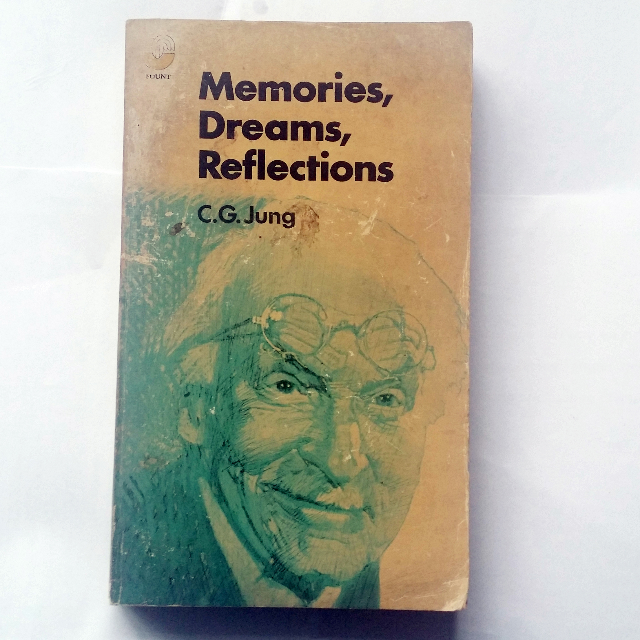 FOUNT
Memories,
Dreams,
Reflections
C.G. Jung